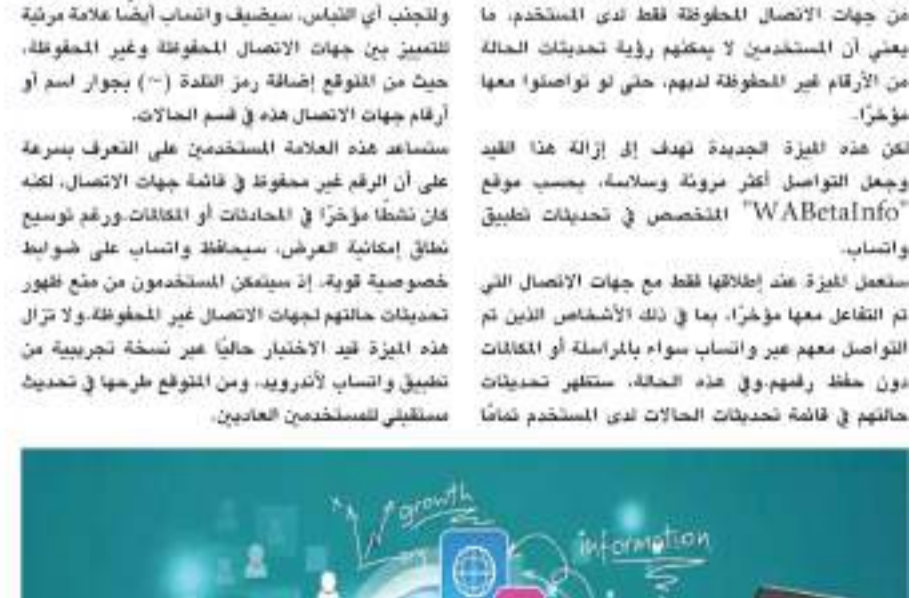 من جهات الاتصال المحفوظة فقط لدى المستخدم، ما
يعني أن المستخدمين لا يمكنهم رؤية تحديثات الحالة
من الأرقام غير المحفوظة لديهم، حتى لو تواصلوا معها
مؤخرًا.
لكن هذه الميزة الجديدة تهدف إلى إزالة هذا القيد
وجعل التواصل أكثر مرونة وسلاسة، بحسب موقع
"WABetaInfo" المتخصص في تحديثات تطبيق
واتساب.
ستعمل الميزة عند إطلاقها فقط مع جهات الاتصال التي
تم التفاعل معها مؤخرًا، بما في ذلك الأشخاص الذين تم
التواصل معهم عبر واتساب سواء بالمراسلة أو المكالمات
دون حفظ رقمهم.وفي هذه الحالة، ستظهر تحديثات
حالتهم في قائمة تحديثات الحالات لدى المستخدم تمامًا
ولتجنب أي التباس، سيضيف واتساب أيضًا علامة مرئية
للتمييز بين جهات الاتصال المحفوظة وغير المحفوظة،
حيث من المتوقع إضافة رمز التلدة (~) بجوار اسم أو
أرقام جهات الاتصال هذه في قسم الحالات.
ستساعد هذه العلامة المستخدمين على التعرف بسرعة
على أن الرقم غير محفوظ في قائمة جهات الاتصال، لكنه
كان نشطًا مؤخرًا في المحادثات أو المكالمات.ورغم توسيع
نطاق إمكانية العرض، سيحافظ واتساب على ضوابط
خصوصية قوية، إذ سيتمكن المستخدمون من منع ظهور
تحديثات حالتهم لجهات الاتصال غير المحفوظة.ولا تزال
هذه الميزة قيد الاختبار حاليًا عبر نسخة تجريبية من
تطبيق واتساب لأندرويد، ومن المتوقع طرحها في تحديث
مستقبلي للمستخدمين العاديين.
growth
information